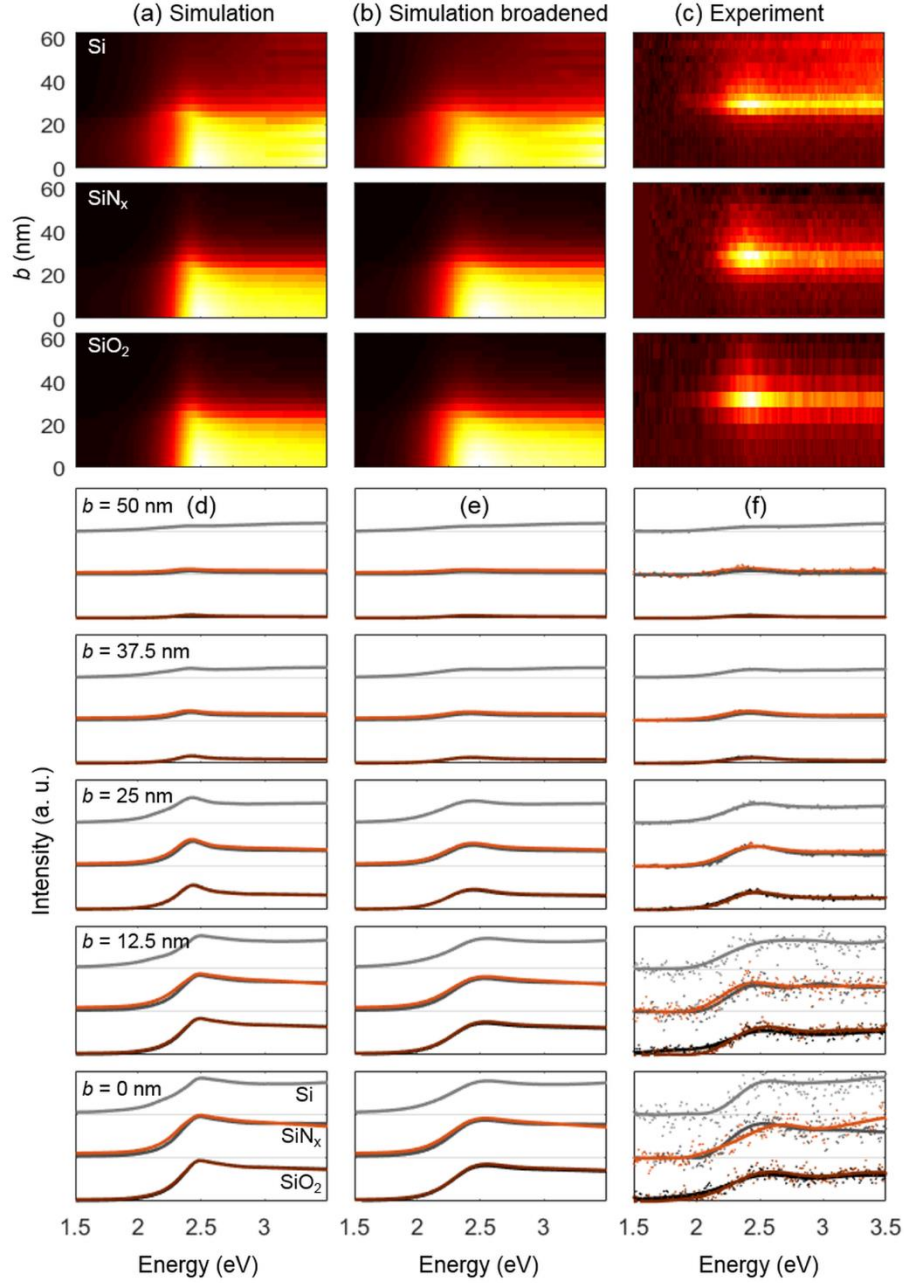 (a) Simulation (b) Simulation broadened (c) Experiment
60
Si
40
20
0
60
SiNx
40
20
0
b (nm)
60
SiO2
40
20
0
b = 50 nm (d) (e) (f)
b = 37.5 nm
b = 25 nm
b = 12.5 nm
b = 0 nm
Si
SiNx
SiO2
Intensity (a. u.)
1.5 2 2.5 3 1.5 2 2.5 3 1.5 2 2.5 3 3.5
Energy (eV) Energy (eV) Energy (eV)